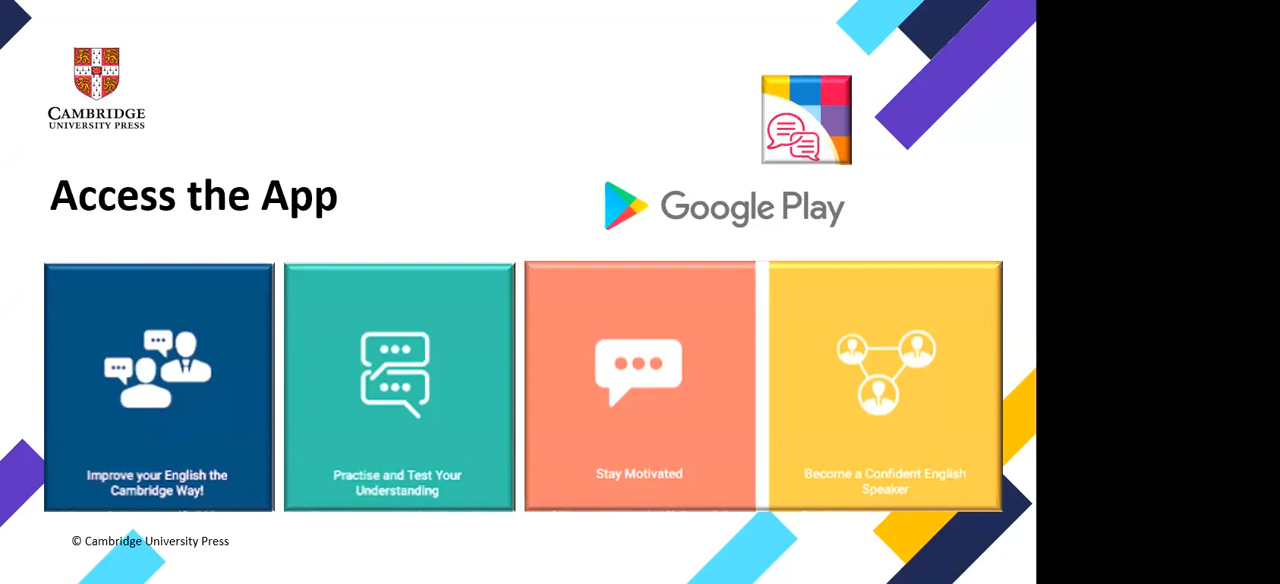 CAMBRIDGE
UNIVERSITY PRESS
Access the App
Google Play
Improve your English the
Cambridge Way!
Practise and Test Your
Understanding
Stay Motivated
Become a Confident English
Speaker
© Cambridge University Press